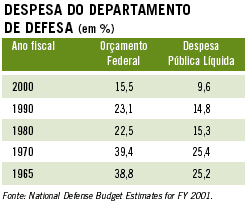 DESPESA DO DEPARTAMENTO
DE DEFESA (em %)
Ano fiscal Orçamento Federal Despesa Pública Líquida
2000 15,5 9,6
1990 23,1 14,8
1980 22,5 15,3
1970 39,4 25,4
1965 38,8 25,2
Fonte: National Defense Budget Estimates for FY 2001.